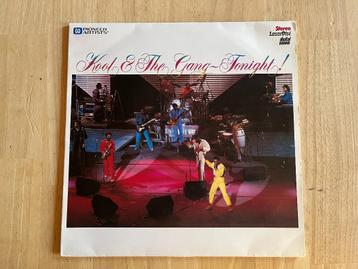 PIONEER
ARTISTS
Stereo
LaserDisc
Kool & The Gang~Tonight!